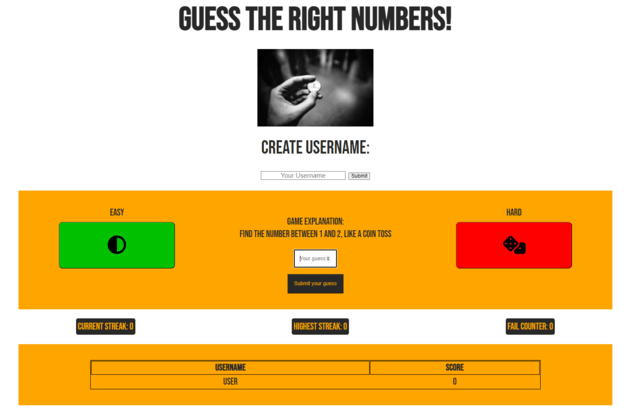 GUESS THE RIGHT NUMBERS!
CREATE USERNAME:
Your Username Submit
EASY
HARD
GAME EXPLANATION:
FIND THE NUMBER BETWEEN 1 AND 2, LIKE A COIN TOSS
Your guess
Submit your guess
CURRENT STREAK: 0
HIGHEST STREAK: 0
FAIL COUNTER: 0
USERNAME SCORE
USER 0